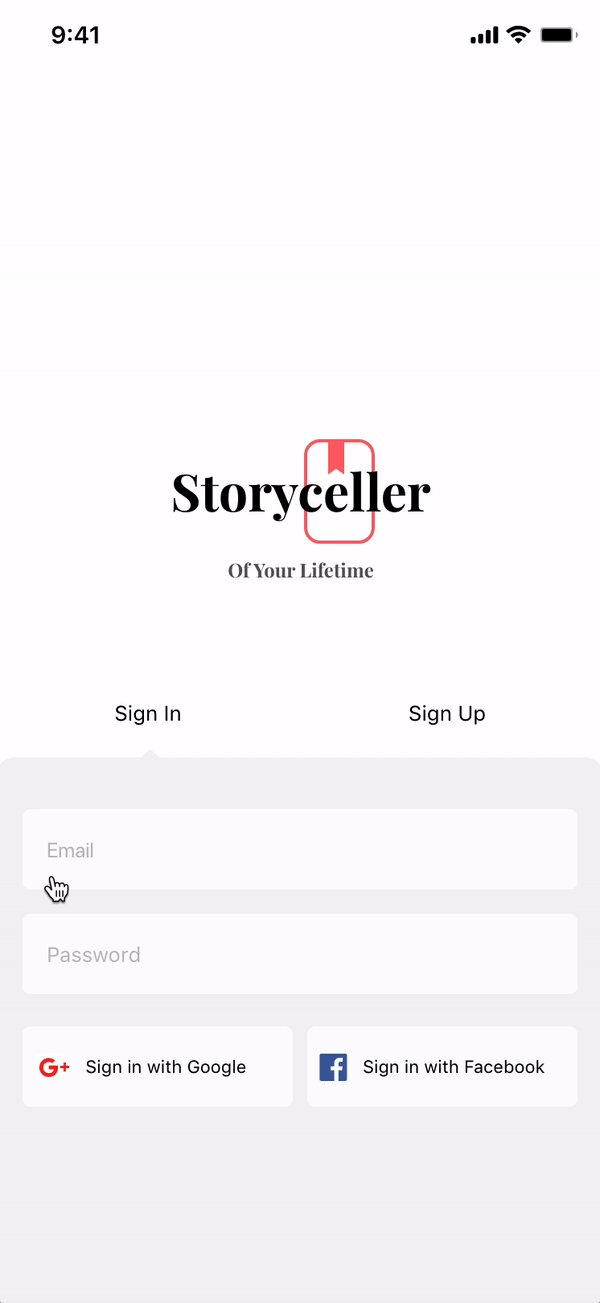 9:41
Storyceller
Of Your Lifetime
Sign In
Sign Up
Email
Password
G+ Sign in with Google
f Sign in with Facebook